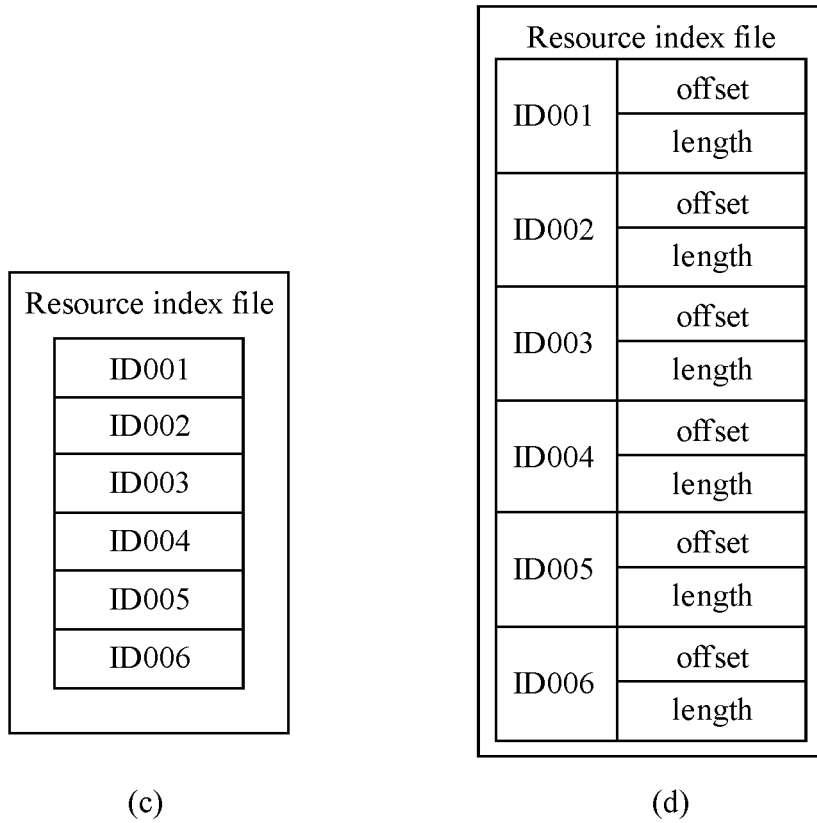 Resource index file
ID001
ID002
ID003
ID004
ID005
ID006
(c)
Resource index file
ID001
offset
length
ID002
offset
length
ID003
offset
length
ID004
offset
length
ID005
offset
length
ID006
offset
length
(d)